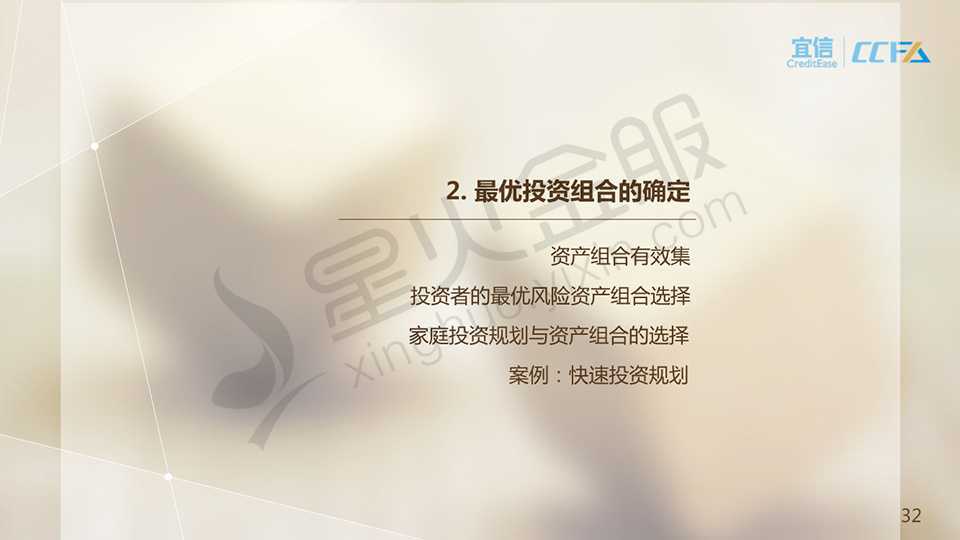 宜信
CreditEase
CCFA
2. 最优投资组合的确定
资产组合有效集
投资者的最优风险资产组合选择
家庭投资规划与资产组合的选择
案例：快速投资规划
星火金服
xinghuoyixin.com
32